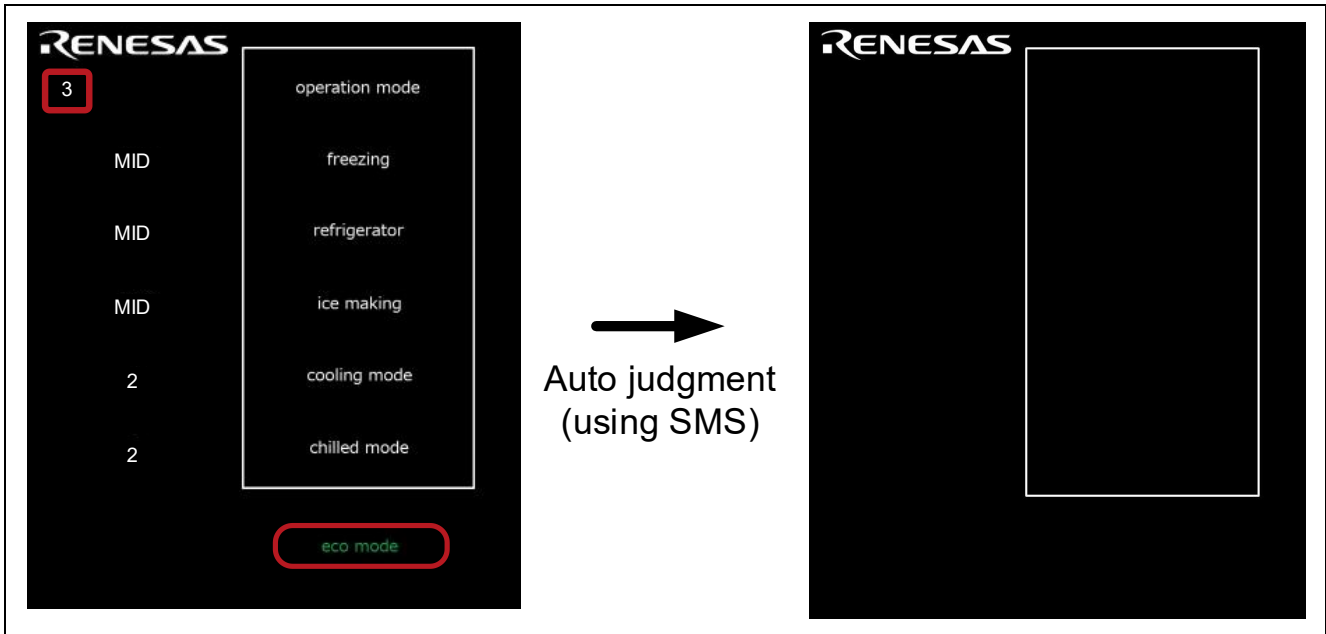 RENESAS
3
operation mode
MID
freezing
MID
refrigerator
MID
ice making
2
cooling mode
2
chilled mode
eco mode
Auto judgment
(using SMS)
RENESAS